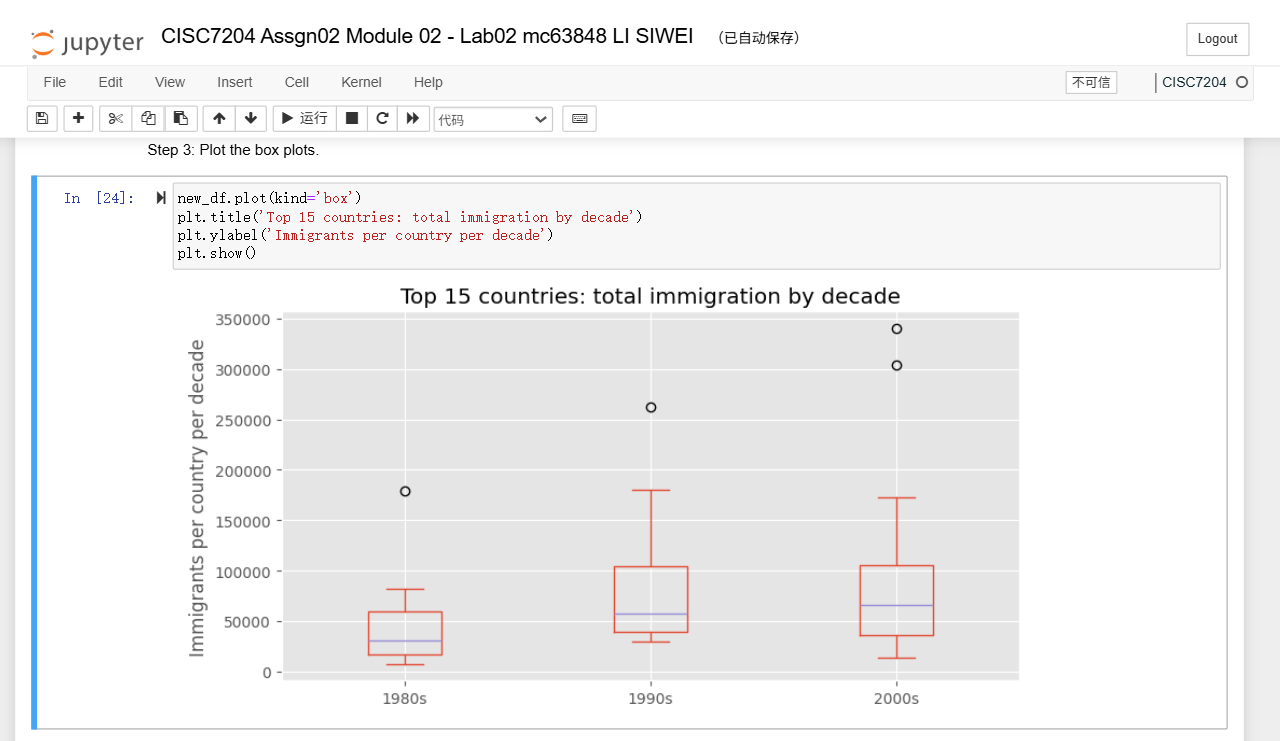 jupyter CISC7204 Assgn02 Module 02 - Lab02 mc63848 LI SIWEI (已自动保存) Logout
File Edit View Insert Cell Kernel Help 不可信 CISC7204
运行 代码
Step 3: Plot the box plots.
In [24]: new_df.plot(kind='box')
plt.title('Top 15 countries: total immigration by decade')
plt.ylabel('Immigrants per country per decade')
plt.show()
Top 15 countries: total immigration by decade
Immigrants per country per decade
350000
300000
250000
200000
150000
100000
50000
0
1980s 1990s 2000s